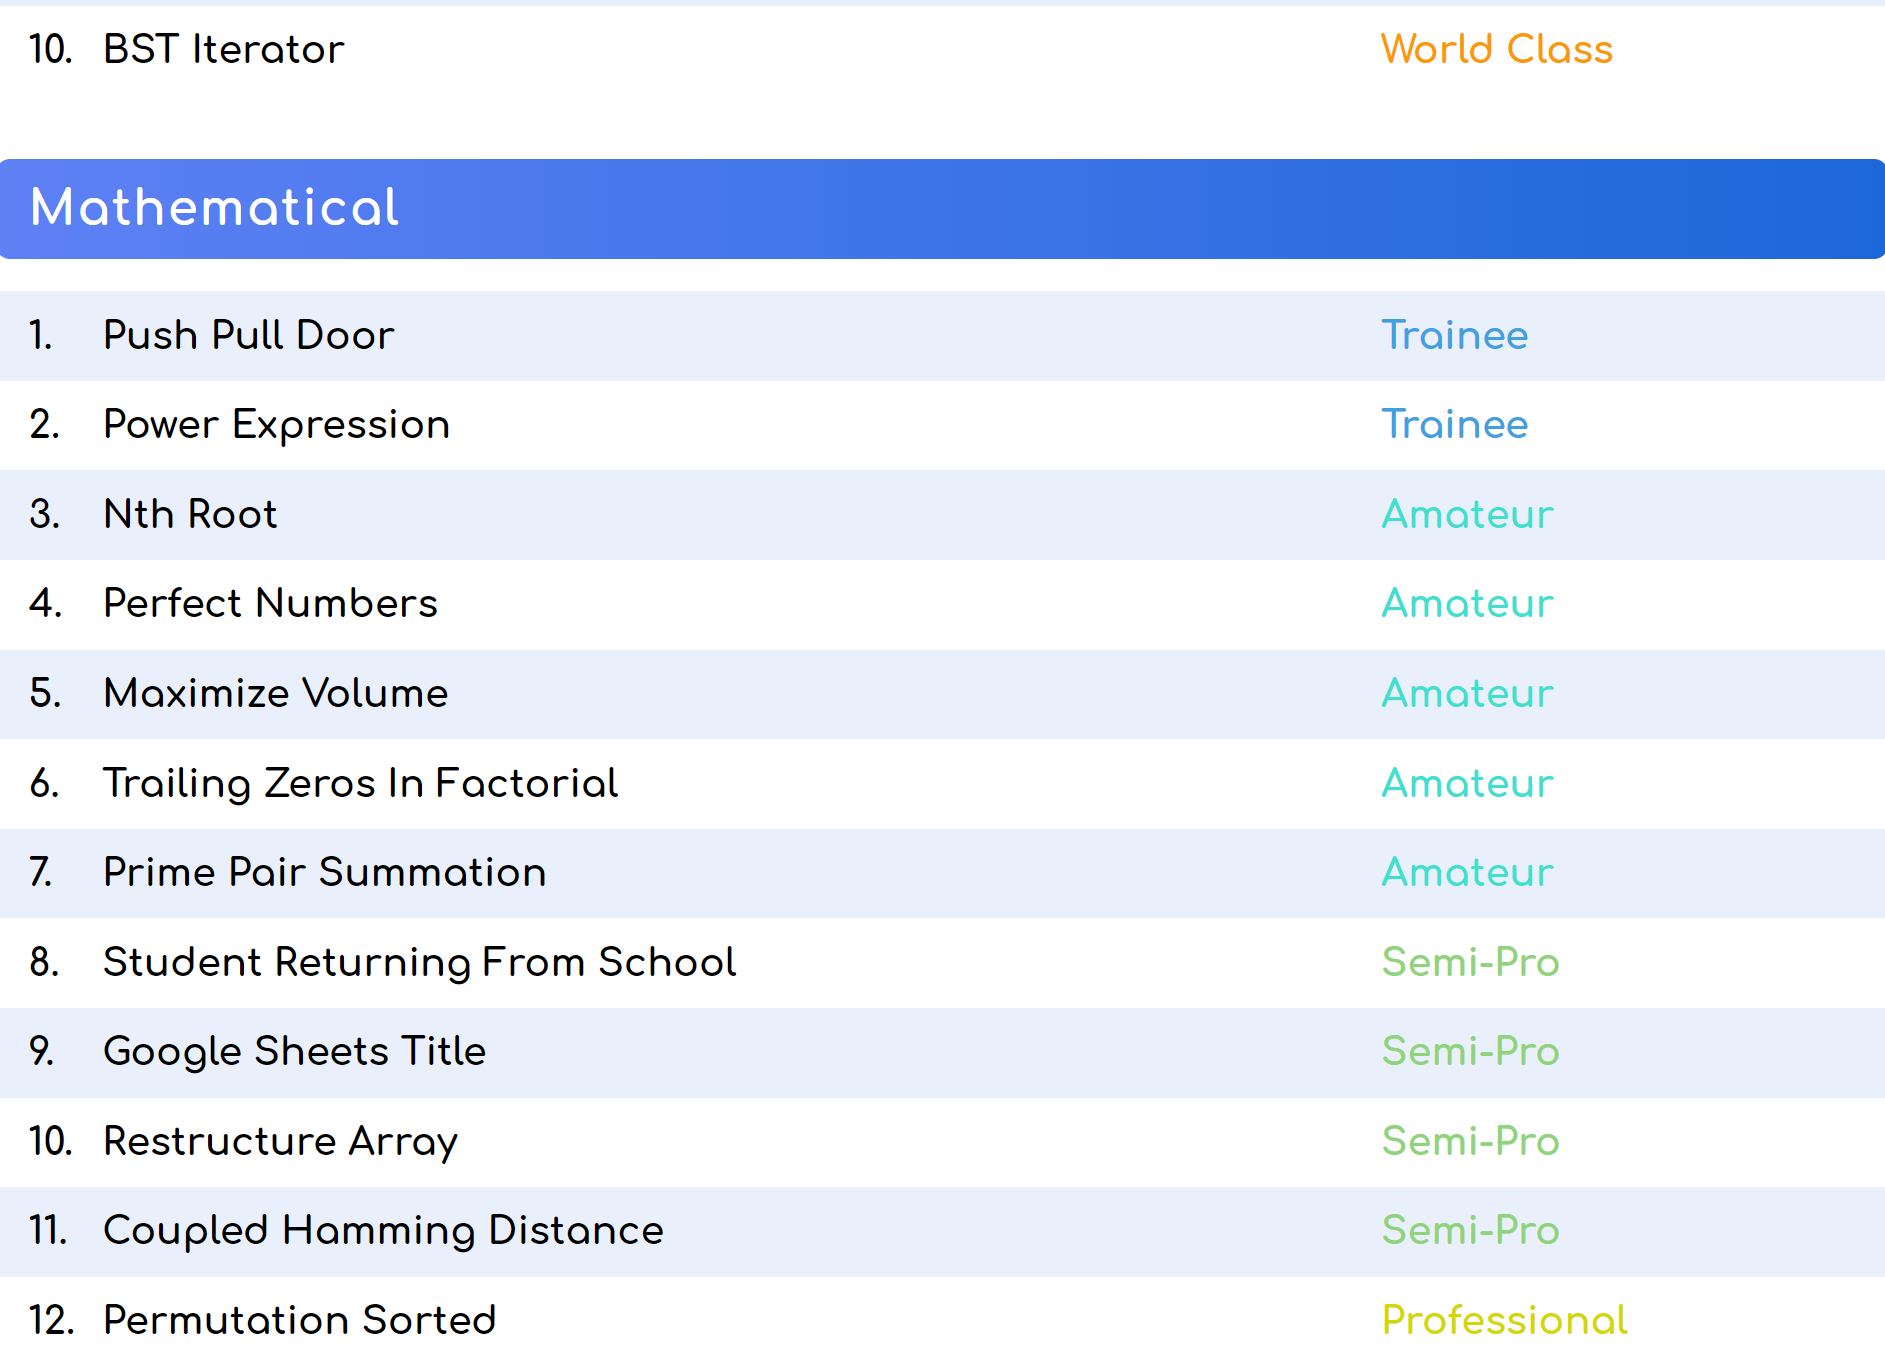 10. BST Iterator World Class
Mathematical
1. Push Pull Door Trainee
2. Power Expression Trainee
3. Nth Root Amateur
4. Perfect Numbers Amateur
5. Maximize Volume Amateur
6. Trailing Zeros In Factorial Amateur
7. Prime Pair Summation Amateur
8. Student Returning From School Semi-Pro
9. Google Sheets Title Semi-Pro
10. Restructure Array Semi-Pro
11. Coupled Hamming Distance Semi-Pro
12. Permutation Sorted Professional